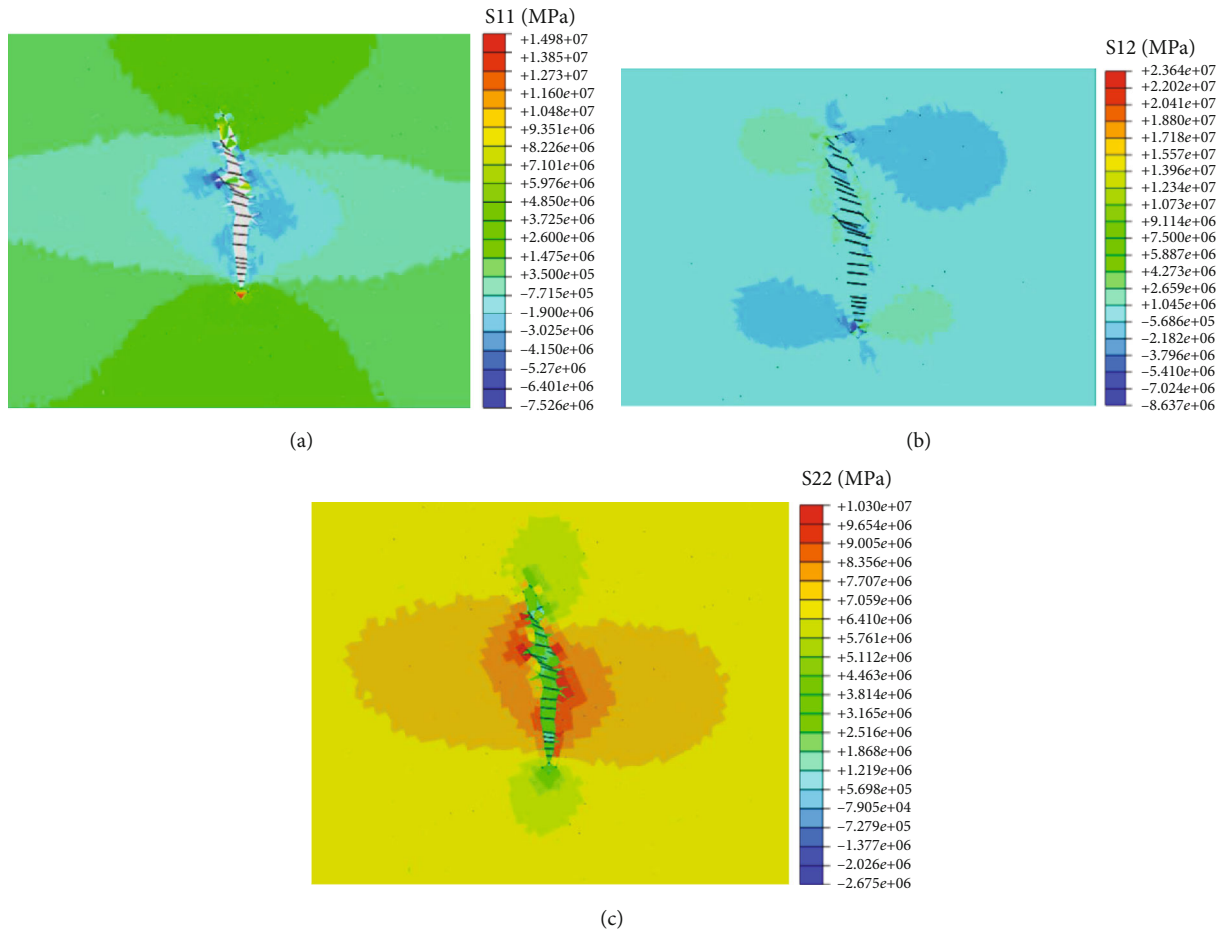 S11 (MPa)
+1.498+07
+1.385+07
+1.273+07
+1.160+07
+1.048+07
+9.351e+06
+8.226e+06
+7.101e+06
+5.976e+06
+4.850e+06
+3.725e+06
+2.600e+06
+1.475e+06
+3.500e+05
–7.715e+05
–1.900e+06
–3.025e+06
–4.150e+06
–5.27e+06
–6.401e+06
–7.526e+06
(a)
S12 (MPa)
+2.364e+07
+2.202e+07
+2.041e+07
+1.880e+07
+1.718e+07
+1.557e+07
+1.396e+07
+1.234e+07
+1.073e+07
+9.114e+06
+7.500e+06
+5.887e+06
+4.273e+06
+2.659e+06
+1.045e+06
–5.686e+05
–2.182e+06
–3.796e+06
–5.410e+06
–7.024e+06
–8.637e+06
(b)
S22 (MPa)
+1.030e+07
+9.654e+06
+9.005e+06
+8.356e+06
+7.707e+06
+7.059e+06
+6.410e+06
+5.761e+06
+5.112e+06
+4.463e+06
+3.814e+06
+3.165e+06
+2.516e+06
+1.868e+06
+1.219e+06
+5.698e+05
–7.905e+04
–7.279e+05
–1.377e+06
–2.026e+06
–2.675e+06
(c)